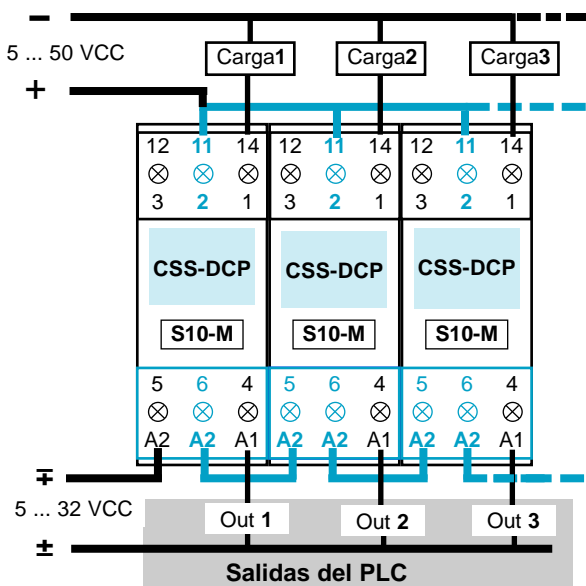 −
5 ... 50 VCC
+
Carga1 Carga2 Carga3
12 11 14 12 11 14 12 11 14
3 2 1 3 2 1 3 2 1
CSS-DCP CSS-DCP CSS-DCP
S10-M S10-M S10-M
5 6 4 5 6 4 5 6 4
A2 A2 A1 A2 A2 A1 A2 A2 A1
∓
5 ... 32 VCC
±
Out 1 Out 2 Out 3
Salidas del PLC